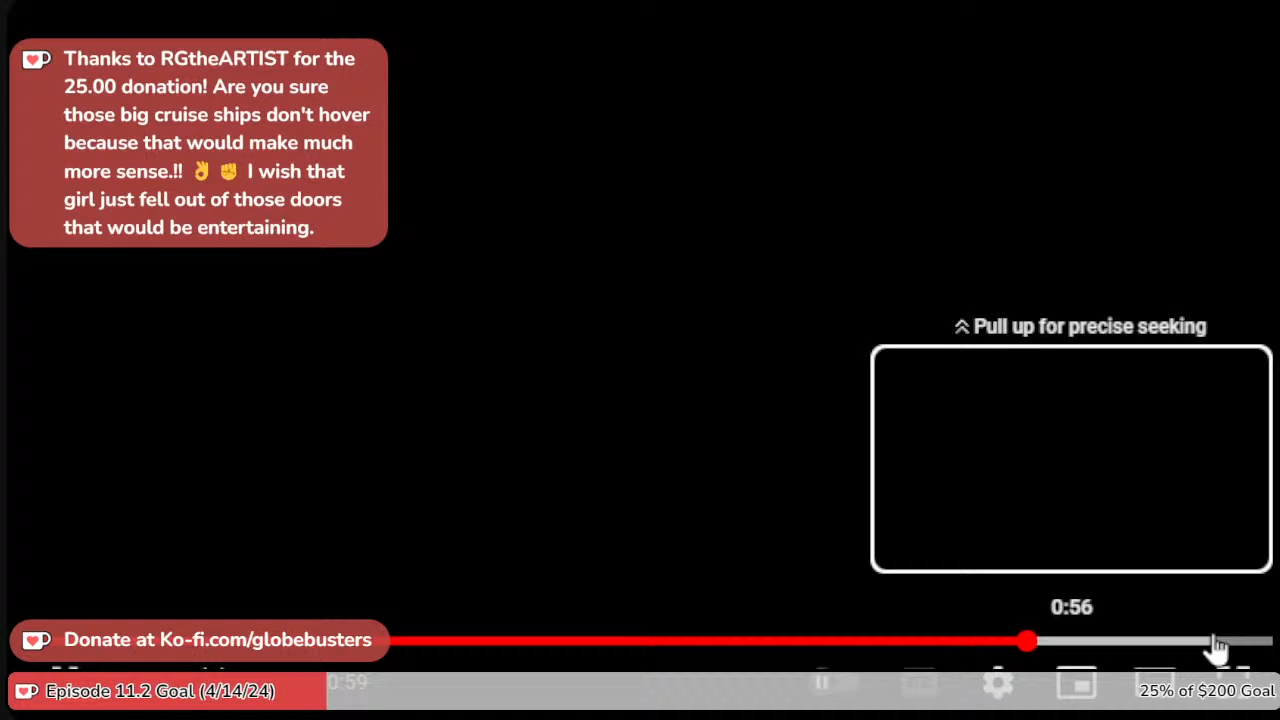 Thanks to RGtheARTIST for the
25.00 donation! Are you sure
those big cruise ships don't hover
because that would make much
more sense.!! 👌 ✊ I wish that
girl just fell out of those doors
that would be entertaining.
Pull up for precise seeking
0:56
Donate at Ko-fi.com/globebusters
0:59
Episode 11.2 Goal (4/14/24)
25% of $200 Goal